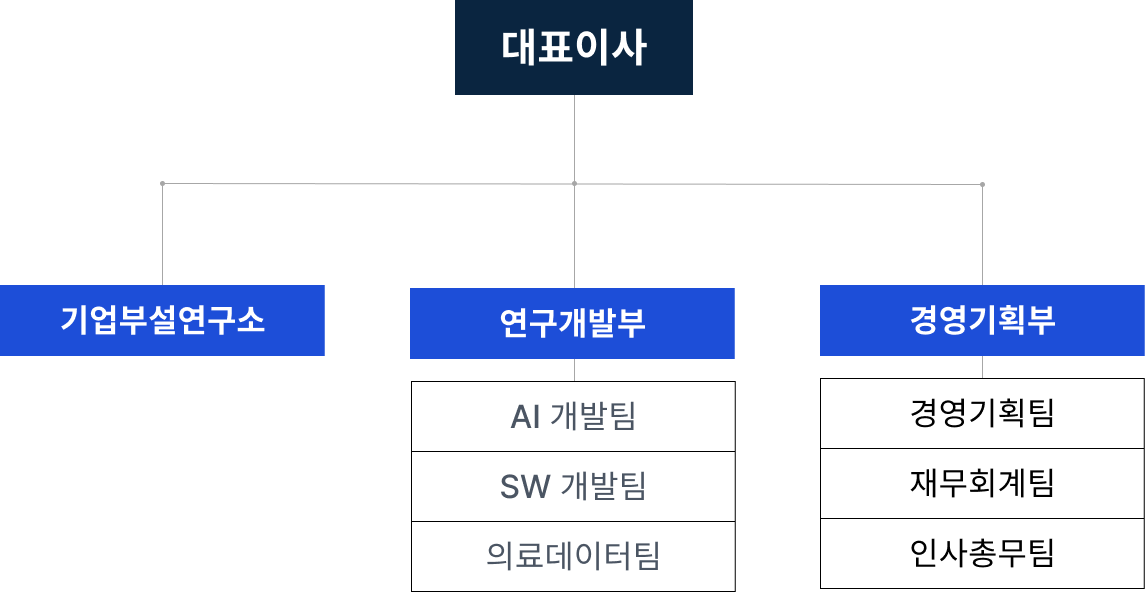 대표이사
기업부설연구소
연구개발부
AI 개발팀
SW 개발팀
의료데이터팀
경영기획부
경영기획팀
재무회계팀
인사총무팀